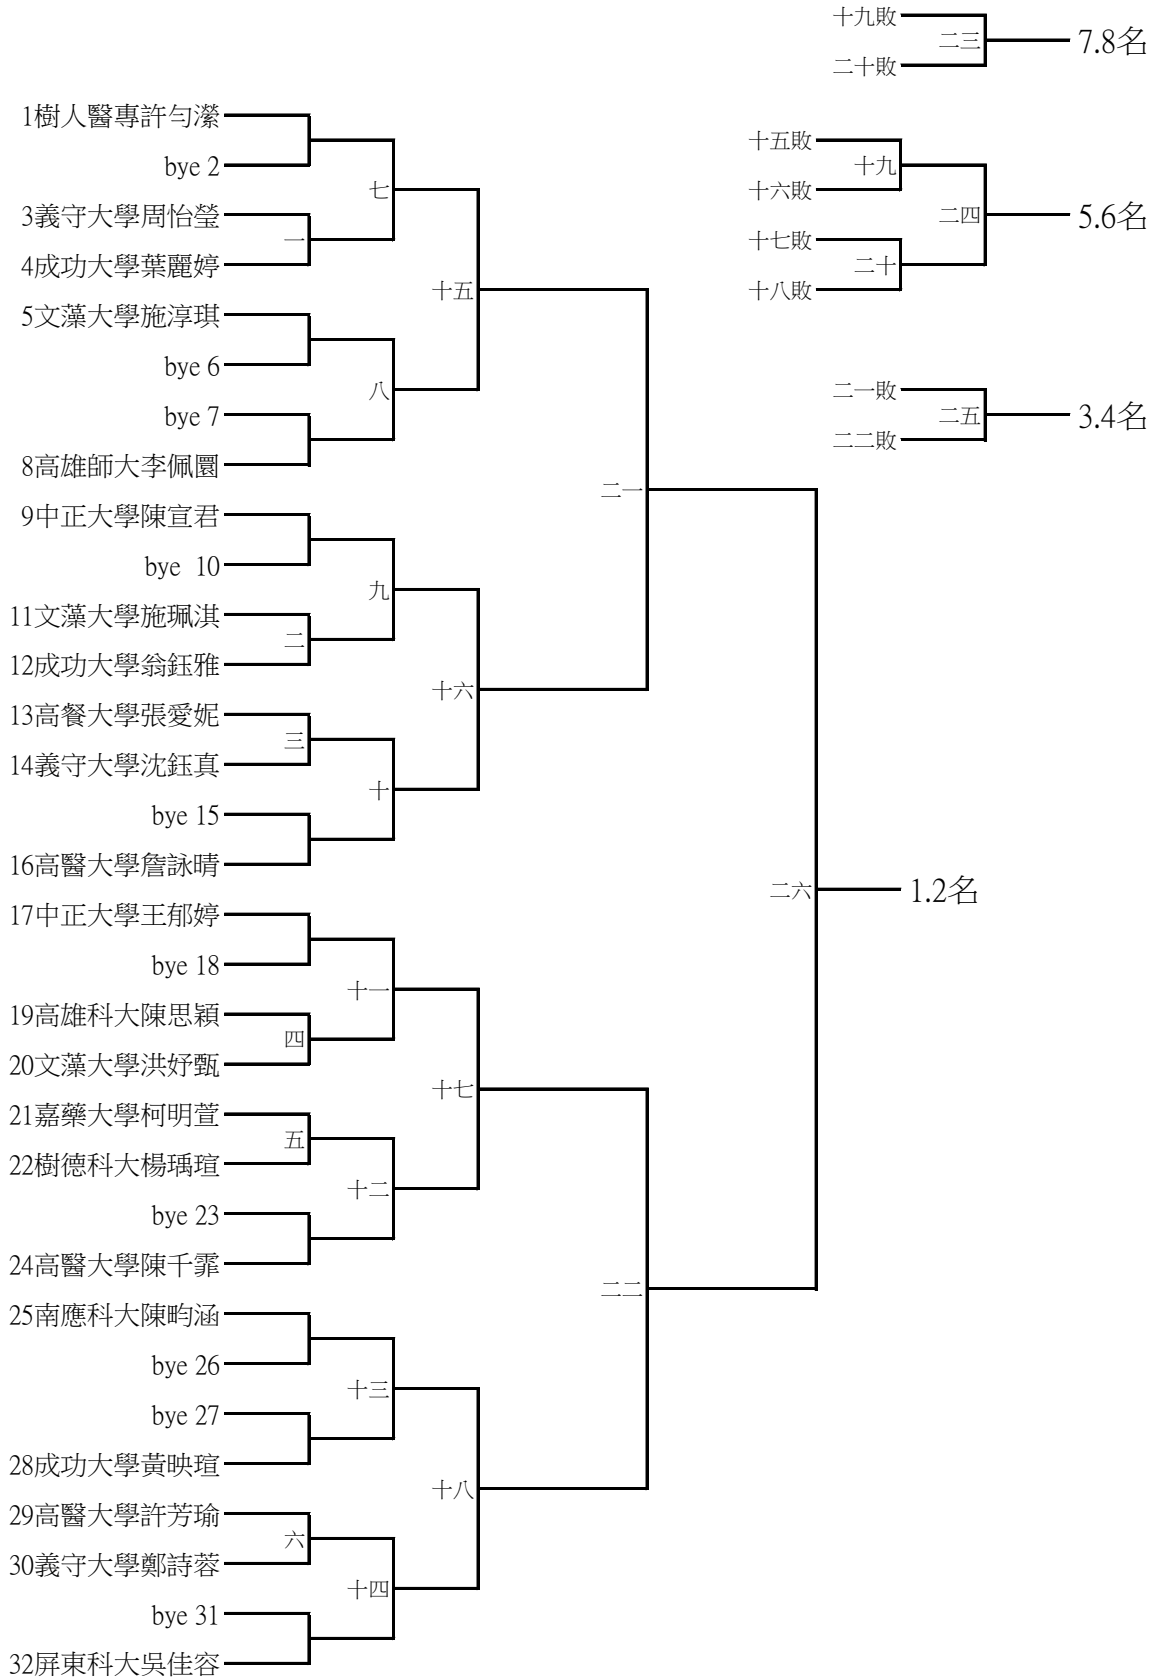 十九敗
二三
7.8名
二十敗
1樹人醫專許勻瀠
bye 2
3義守大學周怡瑩
4成功大學葉麗婷
5文藻大學施淳琪
bye 6
bye 7
8高雄師大李佩圜
9中正大學陳宣君
bye 10
11文藻大學施珮淇
12成功大學翁鈺雅
13高餐大學張愛妮
14義守大學沈鈺真
bye 15
16高醫大學詹詠晴
17中正大學王郁婷
bye 18
19高雄科大陳思穎
20文藻大學洪妤甄
21嘉藥大學柯明萱
22樹德科大楊瑀瑄
bye 23
24高醫大學陳千霏
25南應科大陳畇涵
bye 26
bye 27
28成功大學黃映瑄
29高醫大學許芳瑜
30義守大學鄭詩蓉
bye 31
32屏東科大吳佳容
一
二
三
四
五
六
七
八
九
十
十一
十二
十三
十四
十五
十六
十七
十八
二一
二二
二六
1.2名
十五敗
十九
十六敗
二四
5.6名
十七敗
二十
十八敗
二一敗
二五
3.4名
二二敗